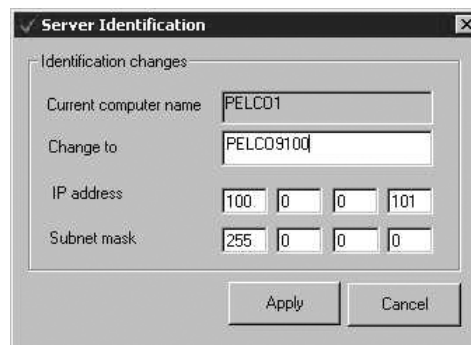 Server Identification
Identification changes
Current computer name PELCO1
Change to PELCO9100
IP address 100. 0 0 101
Subnet mask 255 0 0 0
Apply Cancel